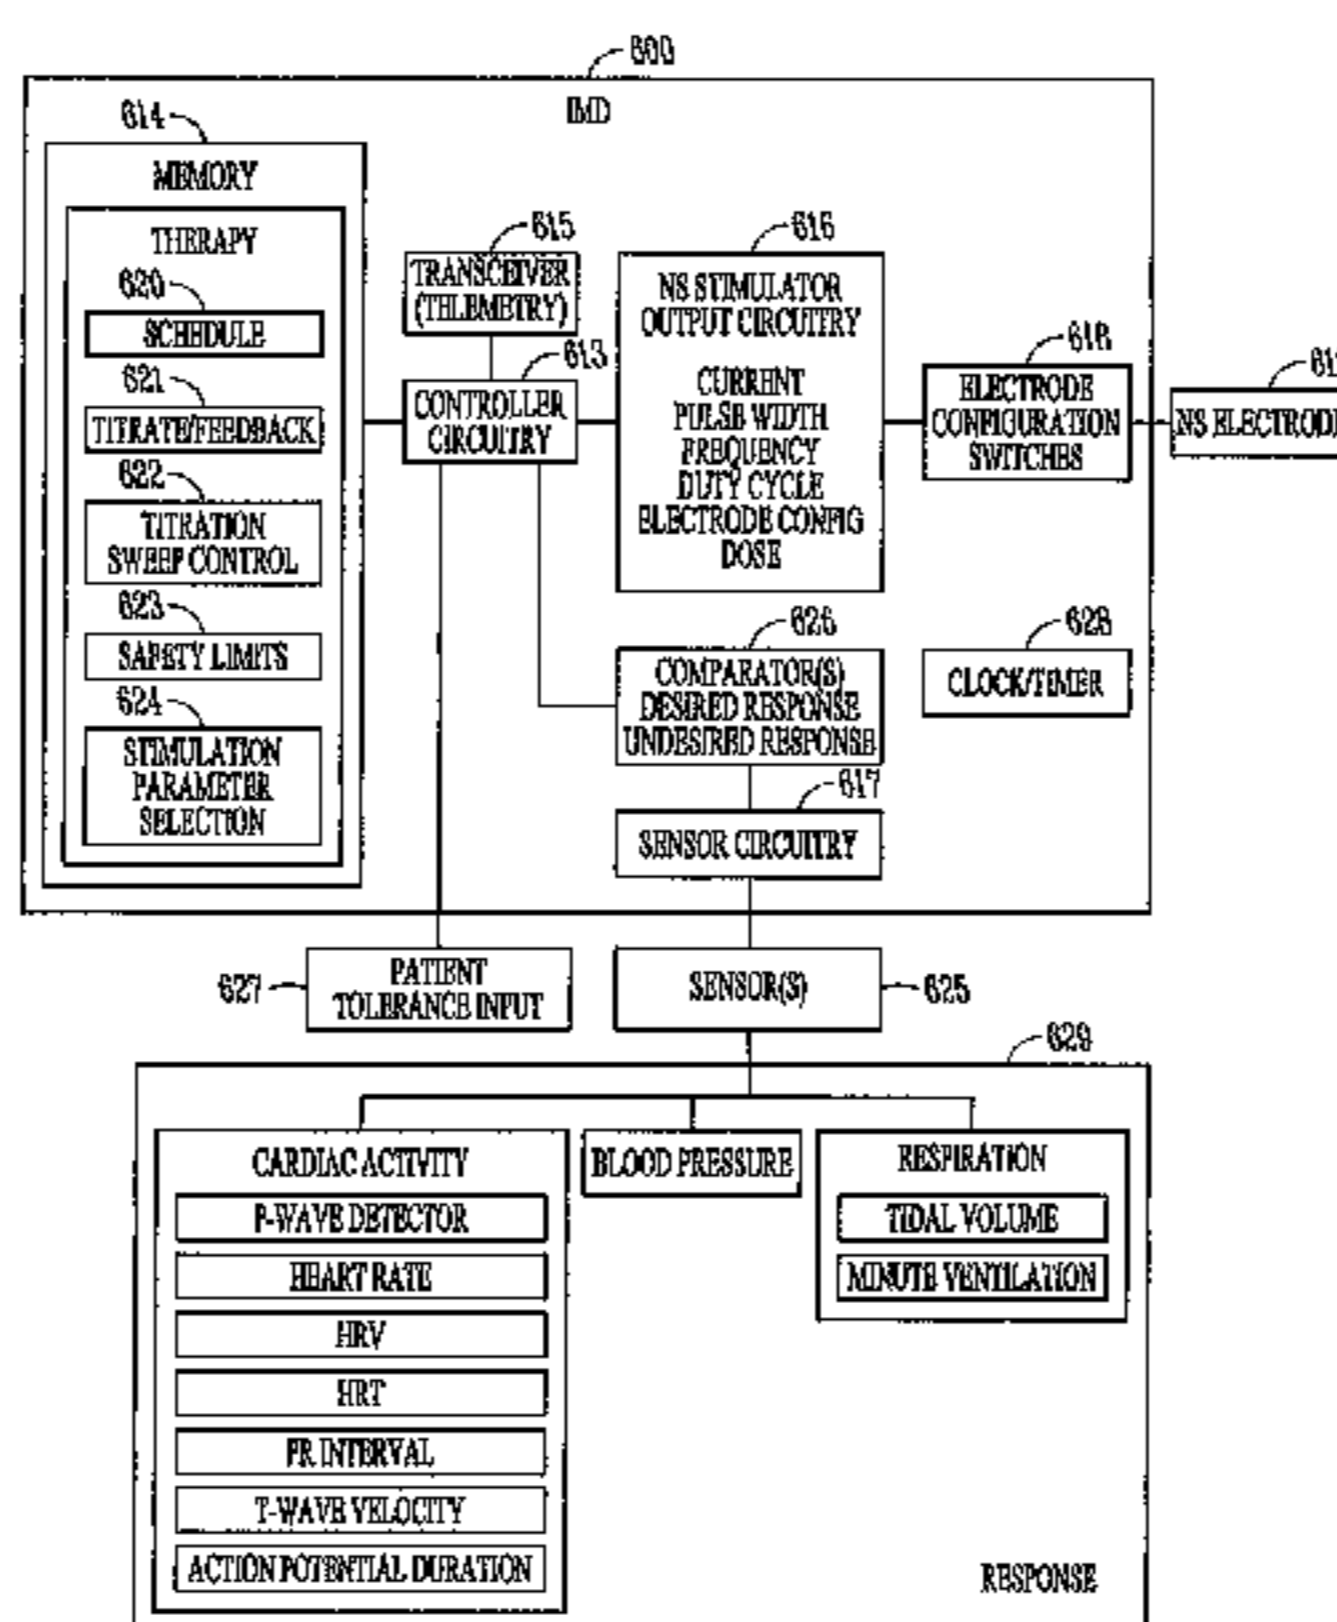 600
IMD
614
MEMORY
THERAPY
620
SCHEDULE
621
TITRATE/FEEDBACK
622
TITRATION
SWEEP CONTROL
623
SAFETY LIMITS
624
STIMULATION
PARAMETER
SELECTION
615
TRANSCEIVER
(TELEMETRY)
613
CONTROLLER
CIRCUITRY
616
NS STIMULATOR
OUTPUT CIRCUITRY
CURRENT
PULSE WIDTH
FREQUENCY
DUTY CYCLE
ELECTRODE CONFIG
DOSE
618
ELECTRODE
CONFIGURATION
SWITCHES
NS ELECTRODE
626
COMPARATOR(S)
DESIRED RESPONSE
UNDESIRED RESPONSE
628
CLOCK/TIMER
617
SENSOR CIRCUITRY
627
PATIENT
TOLERANCE INPUT
SENSOR(S)
625
629
CARDIAC ACTIVITY
P-WAVE DETECTOR
HEART RATE
HRV
HRT
PR INTERVAL
T-WAVE VELOCITY
ACTION POTENTIAL DURATION
BLOOD PRESSURE
RESPIRATION
TIDAL VOLUME
MINUTE VENTILATION
RESPONSE